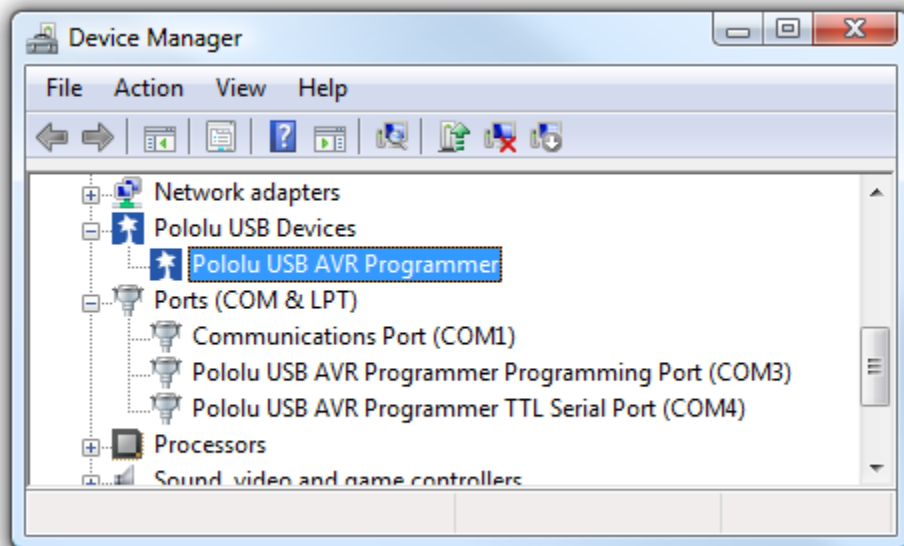 Device Manager
File Action View Help
Network adapters
Pololu USB Devices
Pololu USB AVR Programmer
Ports (COM & LPT)
Communications Port (COM1)
Pololu USB AVR Programmer Programming Port (COM3)
Pololu USB AVR Programmer TTL Serial Port (COM4)
Processors
Sound, video and game controllers